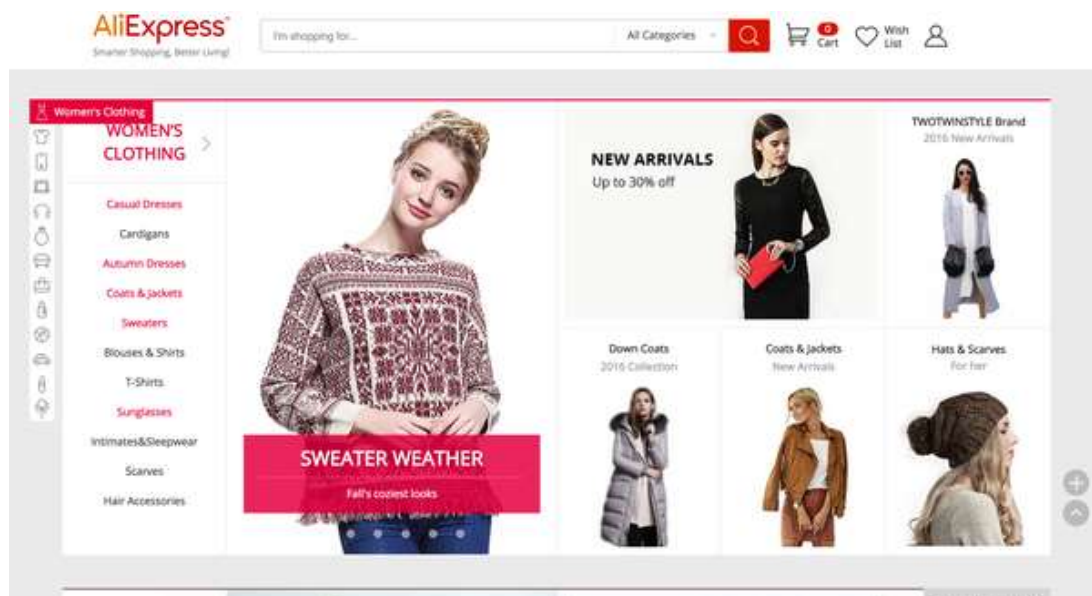 AliExpress
Smarter Shopping, Better Living!
I'm shopping for...
All Categories
0
Cart
Wish
List
Women's Clothing
WOMEN'S
CLOTHING
Casual Dresses
Cardigans
Autumn Dresses
Coats & Jackets
Sweaters
Blouses & Shirts
T-Shirts
Sunglasses
Intimates&Sleepwear
Scarves
Hair Accessories
SWEATER WEATHER
Fall's coziest looks
NEW ARRIVALS
Up to 30% off
TWOTWINSTYLE Brand
2016 New Arrivals
Down Coats
2016 Collection
Coats & Jackets
New Arrivals
Hats & Scarves
For her